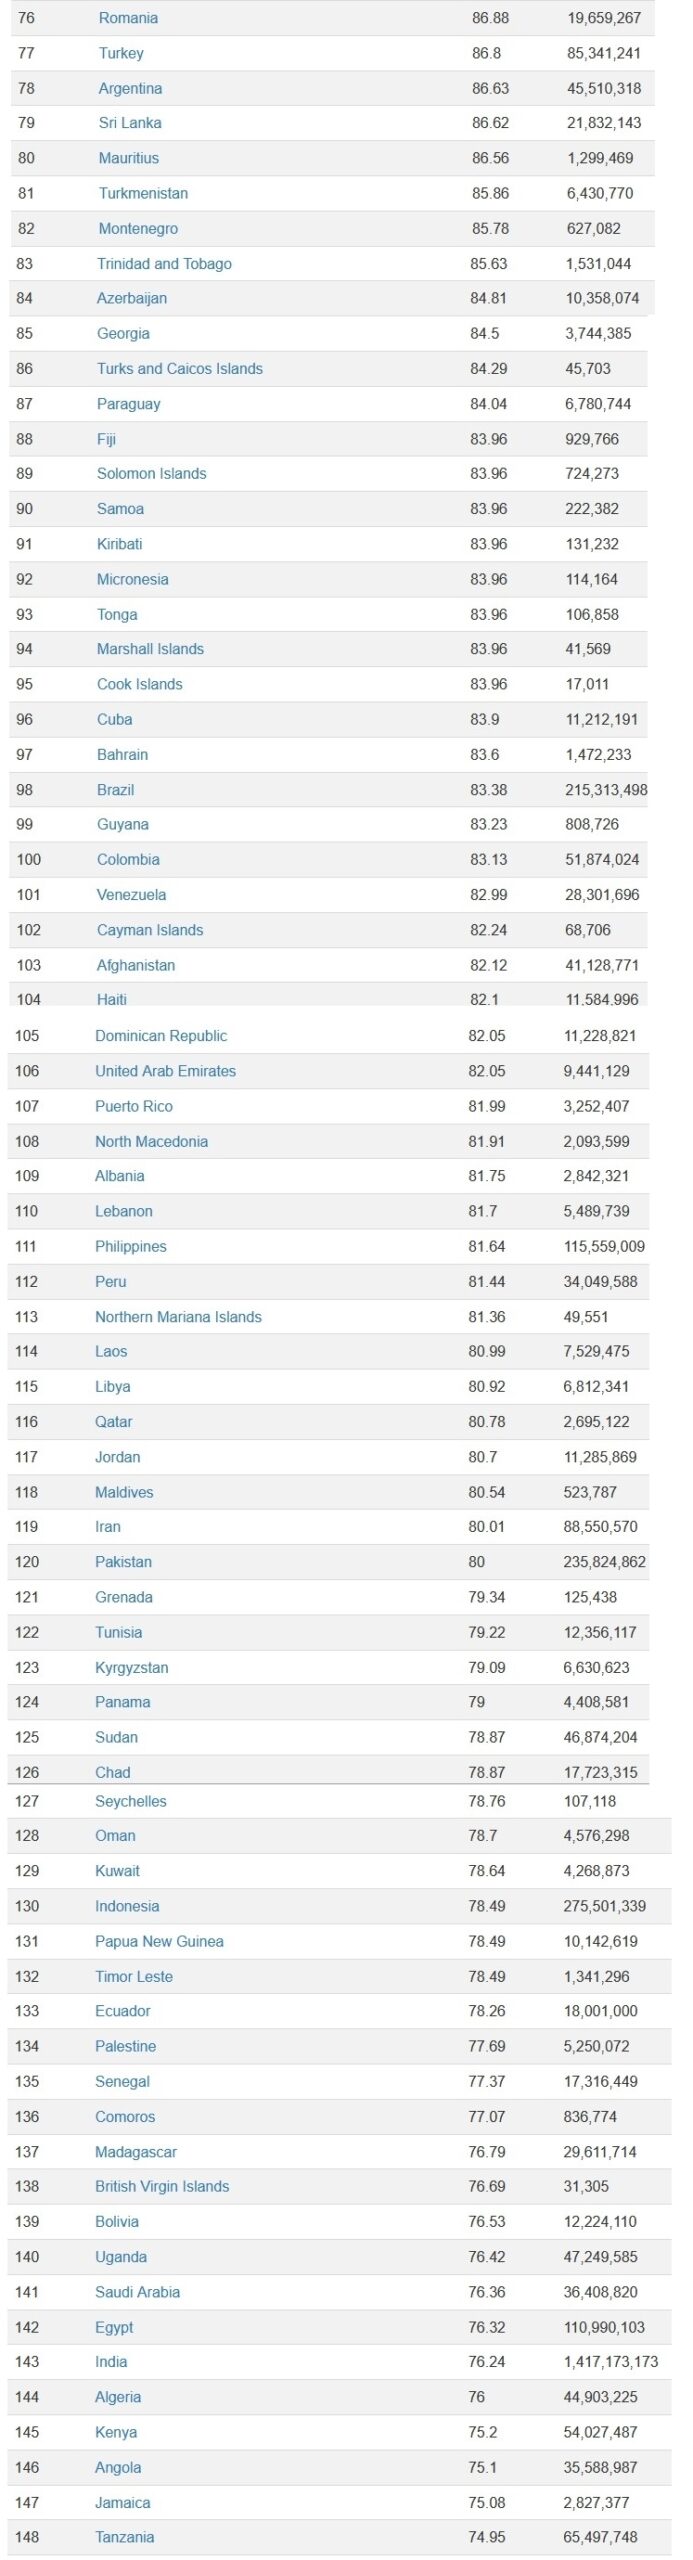 76 Romania 86.88 19,659,267
77 Turkey 86.8 85,341,241
78 Argentina 86.63 45,510,318
79 Sri Lanka 86.62 21,832,143
80 Mauritius 86.56 1,299,469
81 Turkmenistan 85.86 6,430,770
82 Montenegro 85.78 627,082
83 Trinidad and Tobago 85.63 1,531,044
84 Azerbaijan 84.81 10,358,074
85 Georgia 84.5 3,744,385
86 Turks and Caicos Islands 84.29 45,703
87 Paraguay 84.04 6,780,744
88 Fiji 83.96 929,766
89 Solomon Islands 83.96 724,273
90 Samoa 83.96 222,382
91 Kiribati 83.96 131,232
92 Micronesia 83.96 114,164
93 Tonga 83.96 106,858
94 Marshall Islands 83.96 41,569
95 Cook Islands 83.96 17,011
96 Cuba 83.9 11,212,191
97 Bahrain 83.6 1,472,233
98 Brazil 83.38 215,313,498
99 Guyana 83.23 808,726
100 Colombia 83.13 51,874,024
101 Venezuela 82.99 28,301,696
102 Cayman Islands 82.24 68,706
103 Afghanistan 82.12 41,128,771
104 Haiti 82.1 11,584,996
105 Dominican Republic 82.05 11,228,821
106 United Arab Emirates 82.05 9,441,129
107 Puerto Rico 81.99 3,252,407
108 North Macedonia 81.91 2,093,599
109 Albania 81.75 2,842,321
110 Lebanon 81.7 5,489,739
111 Philippines 81.64 115,559,009
112 Peru 81.44 34,049,588
113 Northern Mariana Islands 81.36 49,551
114 Laos 80.99 7,529,475
115 Libya 80.92 6,812,341
116 Qatar 80.78 2,695,122
117 Jordan 80.7 11,285,869
118 Maldives 80.54 523,787
119 Iran 80.01 88,550,570
120 Pakistan 80 235,824,862
121 Grenada 79.34 125,438
122 Tunisia 79.22 12,356,117
123 Kyrgyzstan 79.09 6,630,623
124 Panama 79 4,408,581
125 Sudan 78.87 46,874,204
126 Chad 78.87 17,723,315
127 Seychelles 78.76 107,118
128 Oman 78.7 4,576,298
129 Kuwait 78.64 4,268,873
130 Indonesia 78.49 275,501,339
131 Papua New Guinea 78.49 10,142,619
132 Timor Leste 78.49 1,341,296
133 Ecuador 78.26 18,001,000
134 Palestine 77.69 5,250,072
135 Senegal 77.37 17,316,449
136 Comoros 77.07 836,774
137 Madagascar 76.79 29,611,714
138 British Virgin Islands 76.69 31,305
139 Bolivia 76.53 12,224,110
140 Uganda 76.42 47,249,585
141 Saudi Arabia 76.36 36,408,820
142 Egypt 76.32 110,990,103
143 India 76.24 1,417,173,173
144 Algeria 76 44,903,225
145 Kenya 75.2 54,027,487
146 Angola 75.1 35,588,987
147 Jamaica 75.08 2,827,377
148 Tanzania 74.95 65,497,748